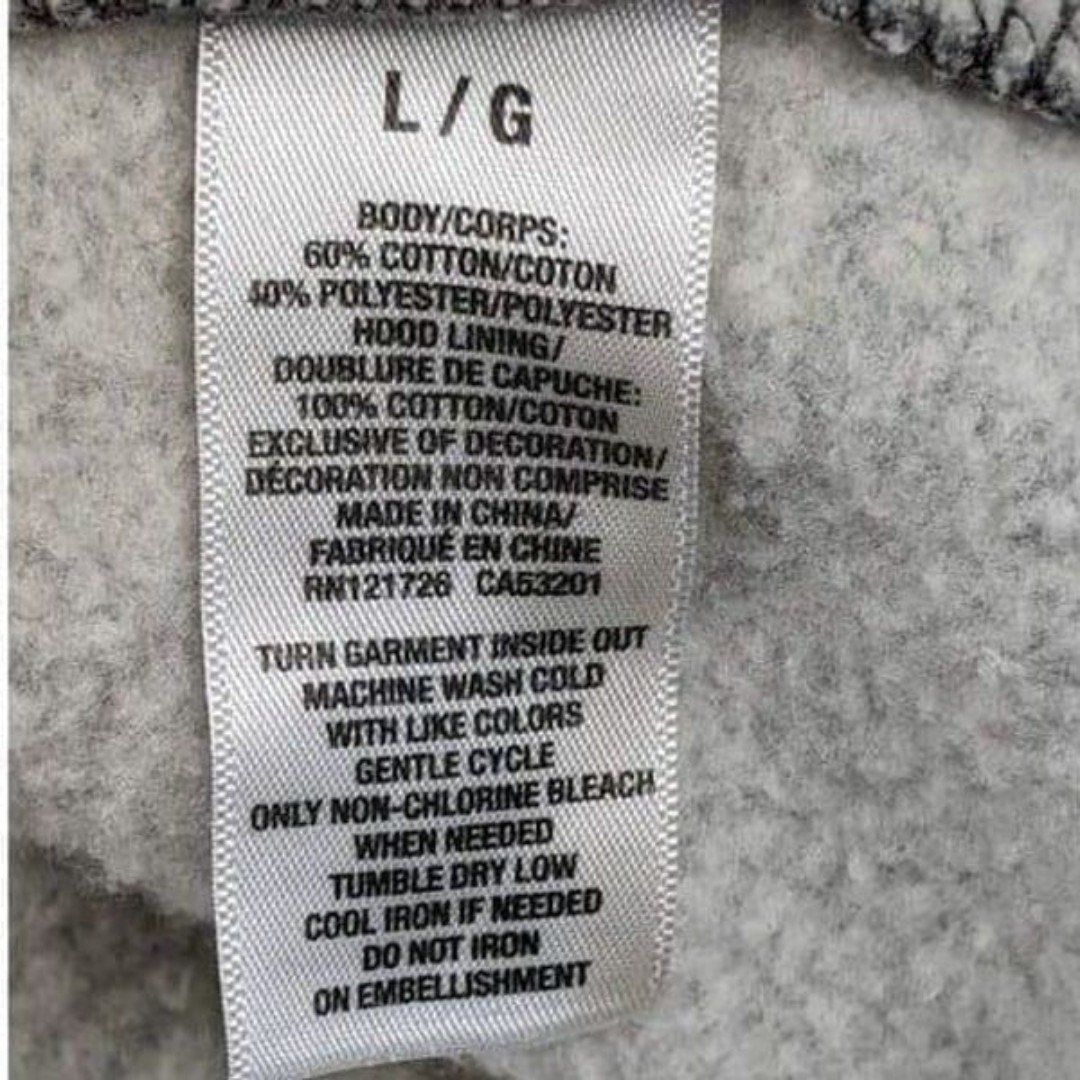 L / G
BODY/CORPS:
60% COTTON/COTON
40% POLYESTER/POLYESTER
HOOD LINING/
DOUBLURE DE CAPUCHE:
100% COTTON/COTON
EXCLUSIVE OF DECORATION/
DÉCORATION NON COMPRISE
MADE IN CHINA/
FABRIQUÉ EN CHINE
RN121726 CA53201
TURN GARMENT INSIDE OUT
MACHINE WASH COLD
WITH LIKE COLORS
GENTLE CYCLE
ONLY NON-CHLORINE BLEACH
WHEN NEEDED
TUMBLE DRY LOW
COOL IRON IF NEEDED
DO NOT IRON
ON EMBELLISHMENT